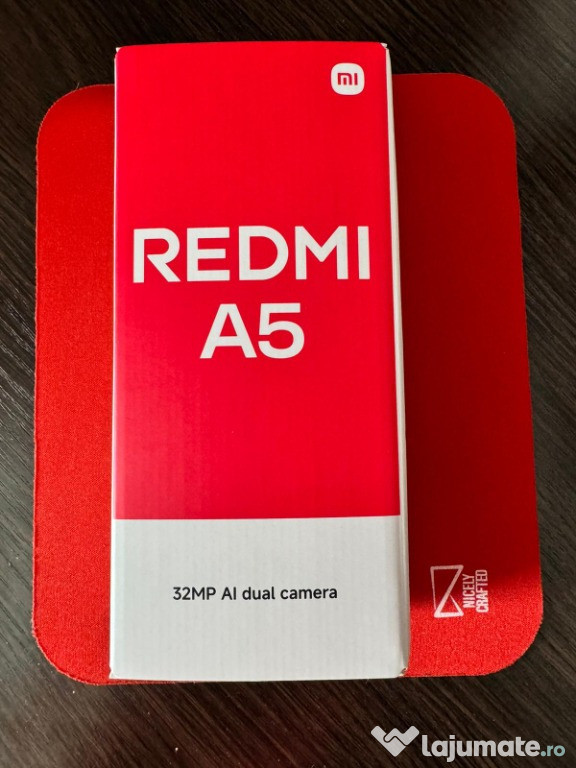 mi
REDMI
A5
32MP AI dual camera
NICELY
CRAFTED
lajumate.ro